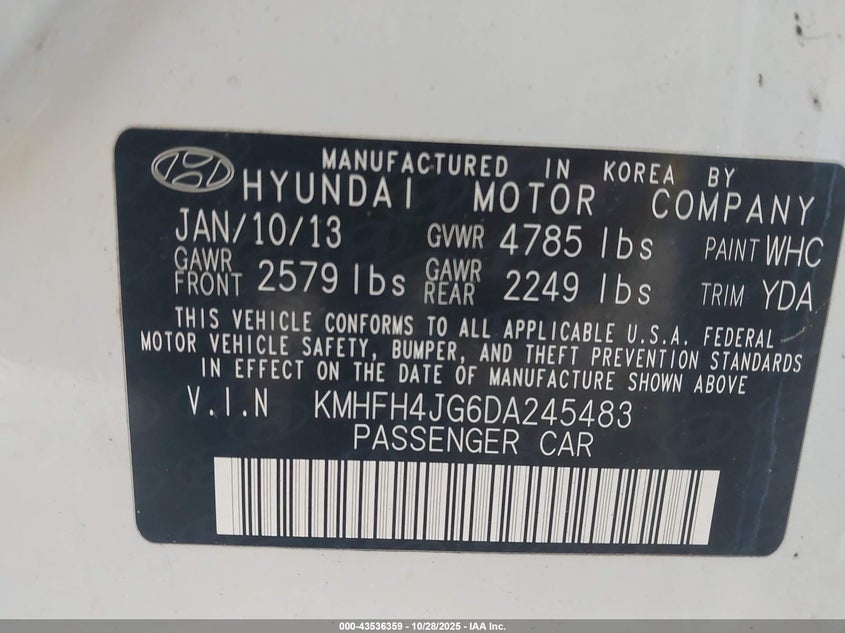 MANUFACTURED IN KOREA BY
HYUNDAI MOTOR COMPANY
JAN/10/13 GVWR 4785 lbs PAINT WHC
GAWR FRONT 2579 lbs GAWR REAR 2249 lbs TRIM YDA
THIS VEHICLE CONFORMS TO ALL APPLICABLE U.S.A. FEDERAL
MOTOR VEHICLE SAFETY, BUMPER, AND THEFT PREVENTION STANDARDS
IN EFFECT ON THE DATE OF MANUFACTURE SHOWN ABOVE
V.I.N KMHFH4JG6DA245483
PASSENGER CAR
000-43536359 | 10/28/2025 - IAA Inc.